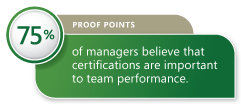 PROOF POINTS
75%
of managers believe that
certifications are important
to team performance.